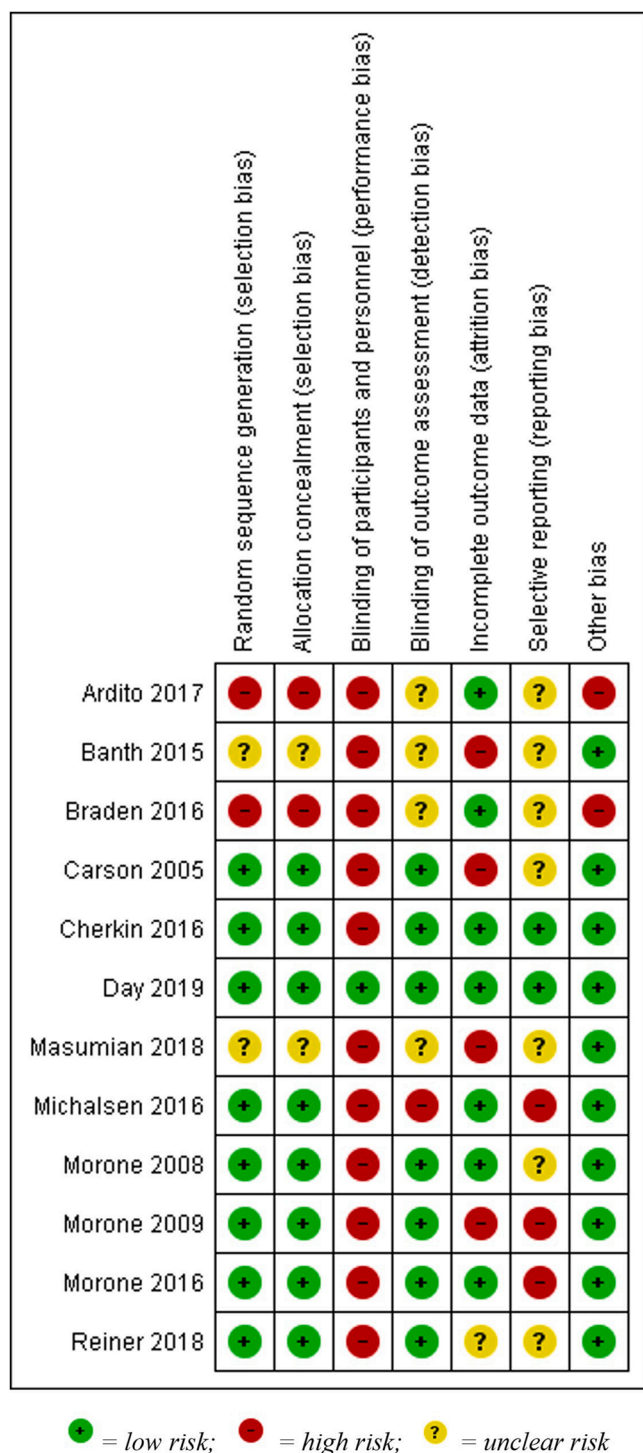 Random sequence generation (selection bias)
Allocation concealment (selection bias)
Blinding of participants and personnel (performance bias)
Blinding of outcome assessment (detection bias)
Incomplete outcome data (attrition bias)
Selective reporting (reporting bias)
Other bias
Ardito 2017 - - - ? + ? -
Banth 2015 ? ? - ? - ? +
Braden 2016 - - - ? + ? -
Carson 2005 + + - + - ? +
Cherkin 2016 + + - + + + +
Day 2019 + + + + + + +
Masumian 2018 ? ? - ? - ? +
Michalsen 2016 + + - - + - +
Morone 2008 + + - + + ? +
Morone 2009 + + - + - - +
Morone 2016 + + - + + - +
Reiner 2018 + + - + ? ? +
+ = low risk; - = high risk; ? = unclear risk